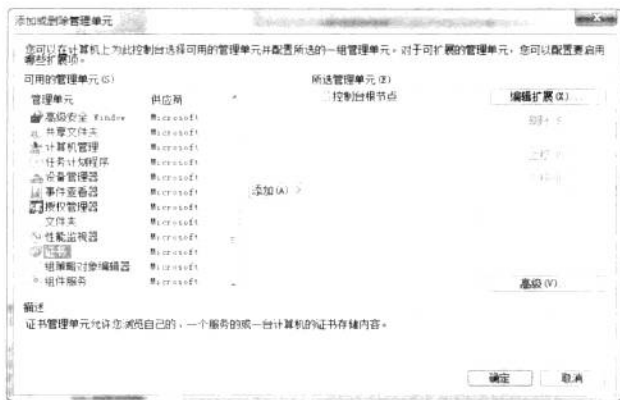 添加或删除管理单元
您可以在计算机上为此控制台选择可用的管理单元并配置所选的一组管理单元。对于可扩展的管理单元，您可以配置要启用
哪些扩展项。
可用的管理单元(S)
所选管理单元(E)
管理单元 供应商
控制台根节点
编辑扩展(X)...
高级安全 Window Microsoft
共享文件夹 Microsoft
计算机管理 Microsoft
任务计划程序 Microsoft
设备管理器 Microsoft
事件查看器 Microsoft
添加(A) >
授权管理器 Microsoft
文件夹 Microsoft
性能监视器 Microsoft
证书 Microsoft
组策略对象编辑器 Microsoft
组件服务 Microsoft
高级(V)...
描述
证书管理单元允许您浏览自己的，一个服务的或一台计算机的证书存储内容。
确定 取消